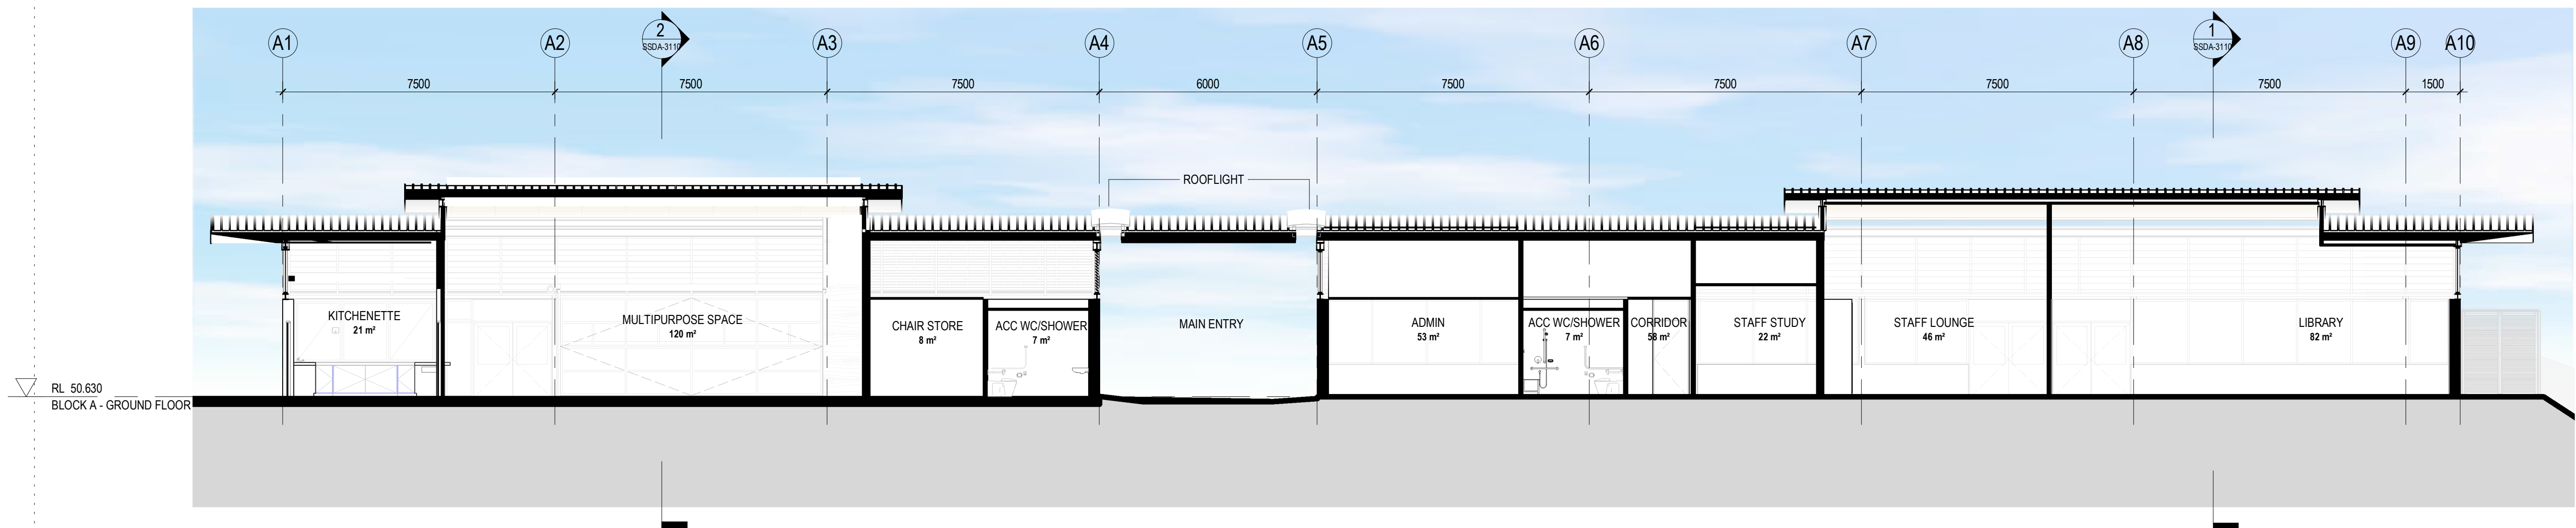 A1
A2
2
SSDA-3110
A3
A4
A5
A6
A7
A8
1
SSDA-3110
A9
A10
7500
7500
7500
6000
7500
7500
7500
7500
1500
ROOFLIGHT
KITCHENETTE
21 m²
MULTIPURPOSE SPACE
120 m²
CHAIR STORE
8 m²
ACC WC/SHOWER
7 m²
MAIN ENTRY
ADMIN
53 m²
ACC WC/SHOWER
7 m²
CORRIDOR
58 m²
STAFF STUDY
22 m²
STAFF LOUNGE
46 m²
LIBRARY
82 m²
RL 50.630
BLOCK A - GROUND FLOOR